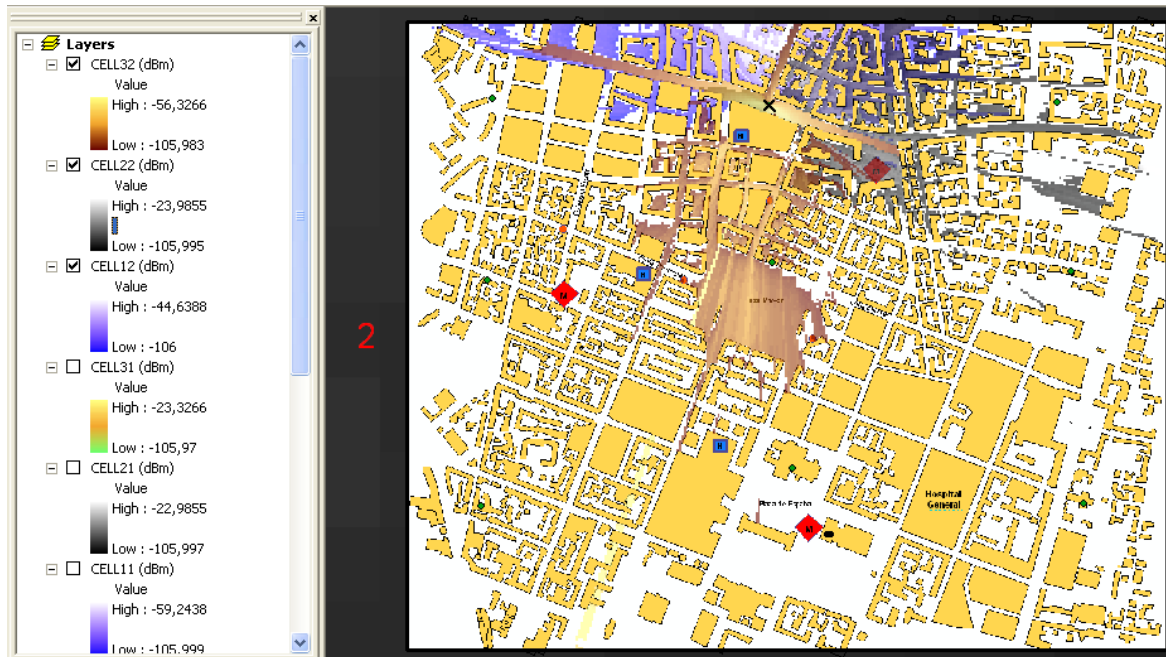 Layers
CELL32 (dBm)
Value
High : -56,3266
Low : -105,983
CELL22 (dBm)
Value
High : -23,9855
Low : -105,995
CELL12 (dBm)
Value
High : -44,6388
Low : -106
CELL31 (dBm)
Value
High : -23,3266
Low : -105,97
CELL21 (dBm)
Value
High : -22,9855
Low : -105,997
CELL11 (dBm)
Value
High : -59,2438
Low : -105,999
2
H
M
H
H
Plaza de España
M
Hospital
General